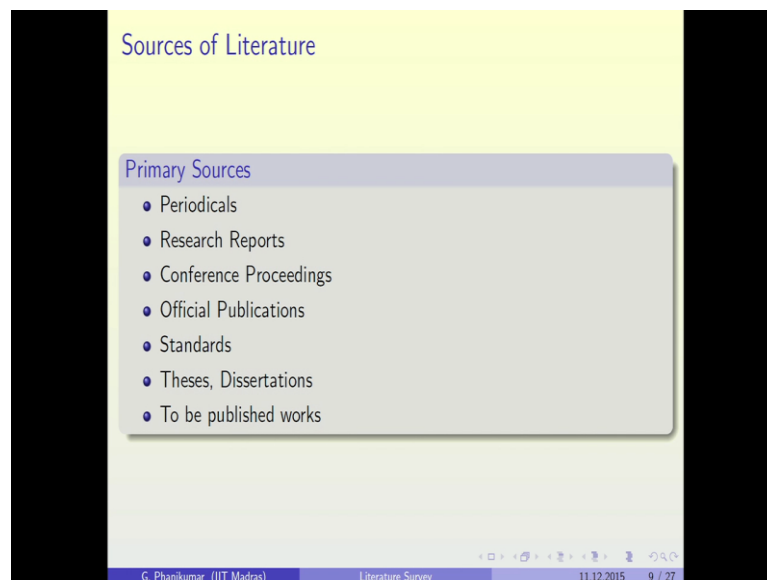 Sources of Literature
Primary Sources
Periodicals
Research Reports
Conference Proceedings
Official Publications
Standards
Theses, Dissertations
To be published works
G. Phanikumar (IIT Madras) Literature Survey 11.12.2015 9 / 27